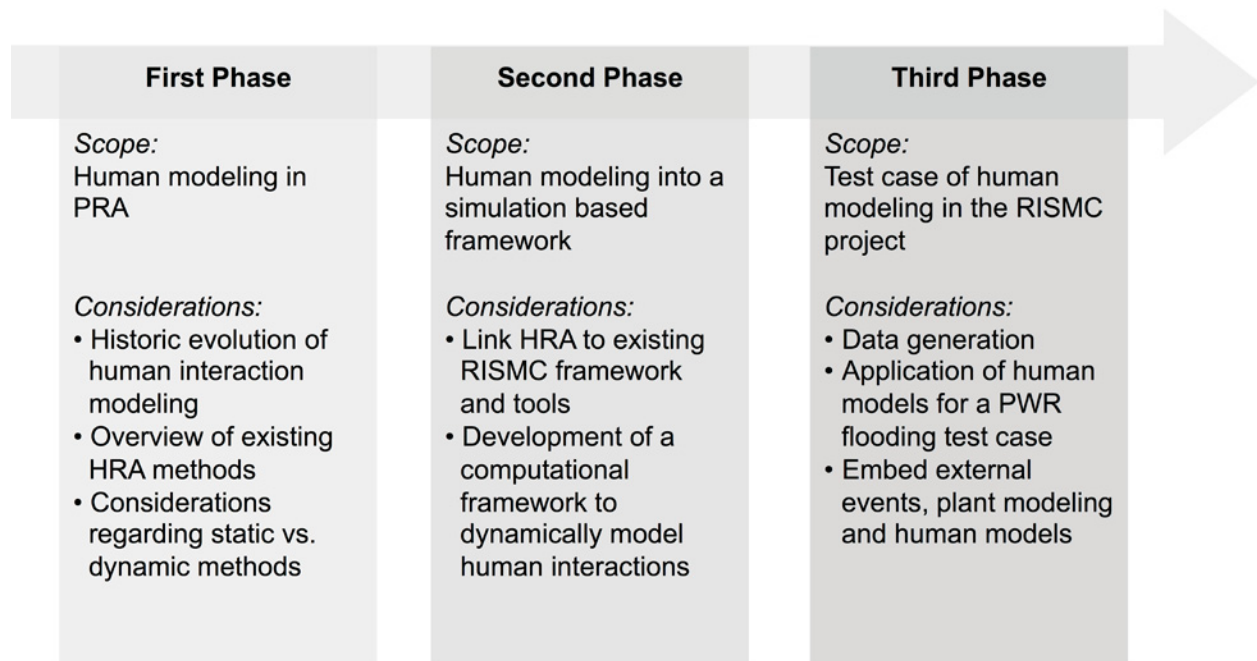 First Phase
Scope:
Human modeling in
PRA
Considerations:
• Historic evolution of
human interaction
modeling
• Overview of existing
HRA methods
• Considerations
regarding static vs.
dynamic methods
Second Phase
Scope:
Human modeling into a
simulation based
framework
Considerations:
• Link HRA to existing
RISMC framework
and tools
• Development of a
computational
framework to
dynamically model
human interactions
Third Phase
Scope:
Test case of human
modeling in the RISMC
project
Considerations:
• Data generation
• Application of human
models for a PWR
flooding test case
• Embed external
events, plant modeling
and human models